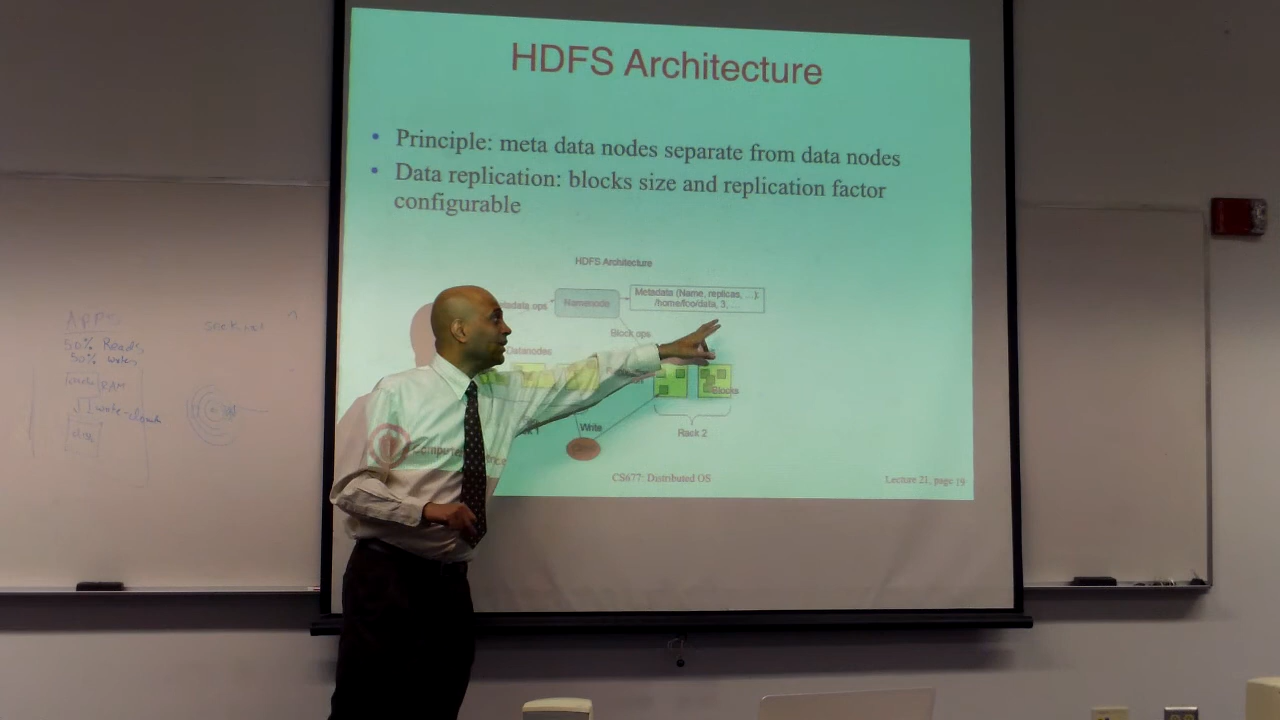 HDFS Architecture
• Principle: meta data nodes separate from data nodes
• Data replication: blocks size and replication factor
configurable
HDFS Architecture
Namenode
Metadata (Name, replicas, ...):
/home/foo/data, 3, ...
Block ops
Datanodes
Blocks
Write
Rack 2
CS677: Distributed OS
Lecture 21, page 19
APPS
50% Reads
50% writes
RAM
disk